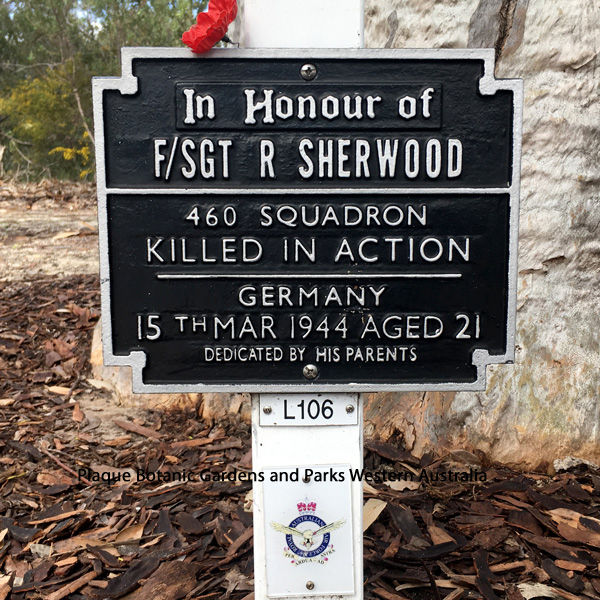 In Honour of
F/SGT R SHERWOOD
460 SQUADRON
KILLED IN ACTION
GERMANY
15 TH MAR 1944 AGED 21
DEDICATED BY HIS PARENTS
L106
Plaque Botanic Gardens and Parks Western Australia